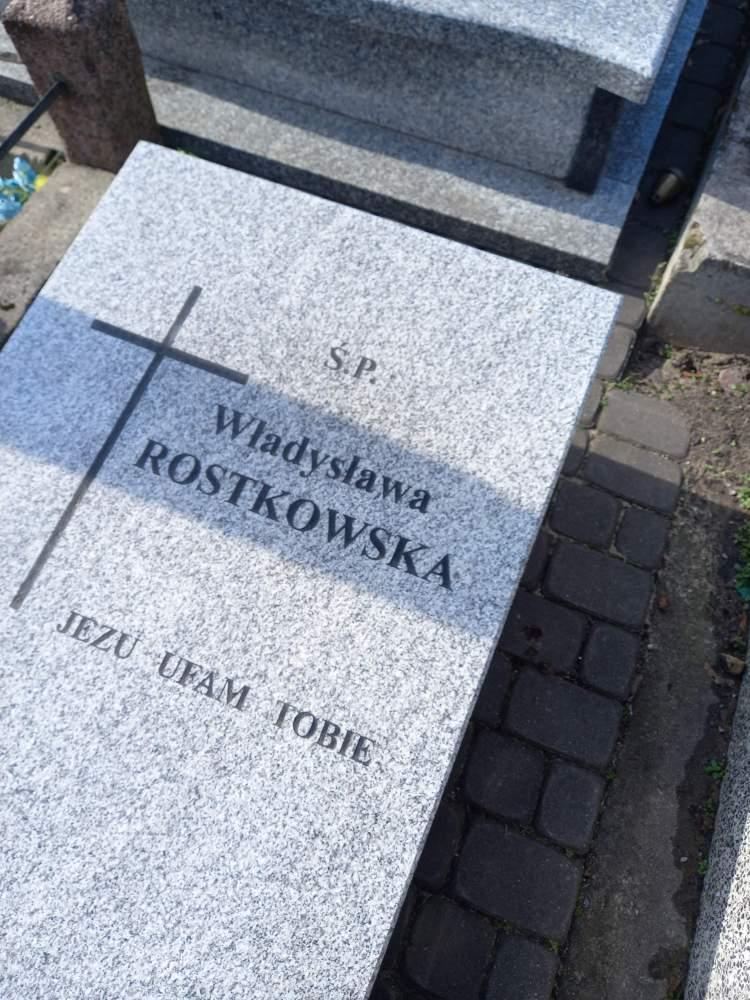 Ś.P.
Władysława
ROSTKOWSKA
JEZU UFAM TOBIE